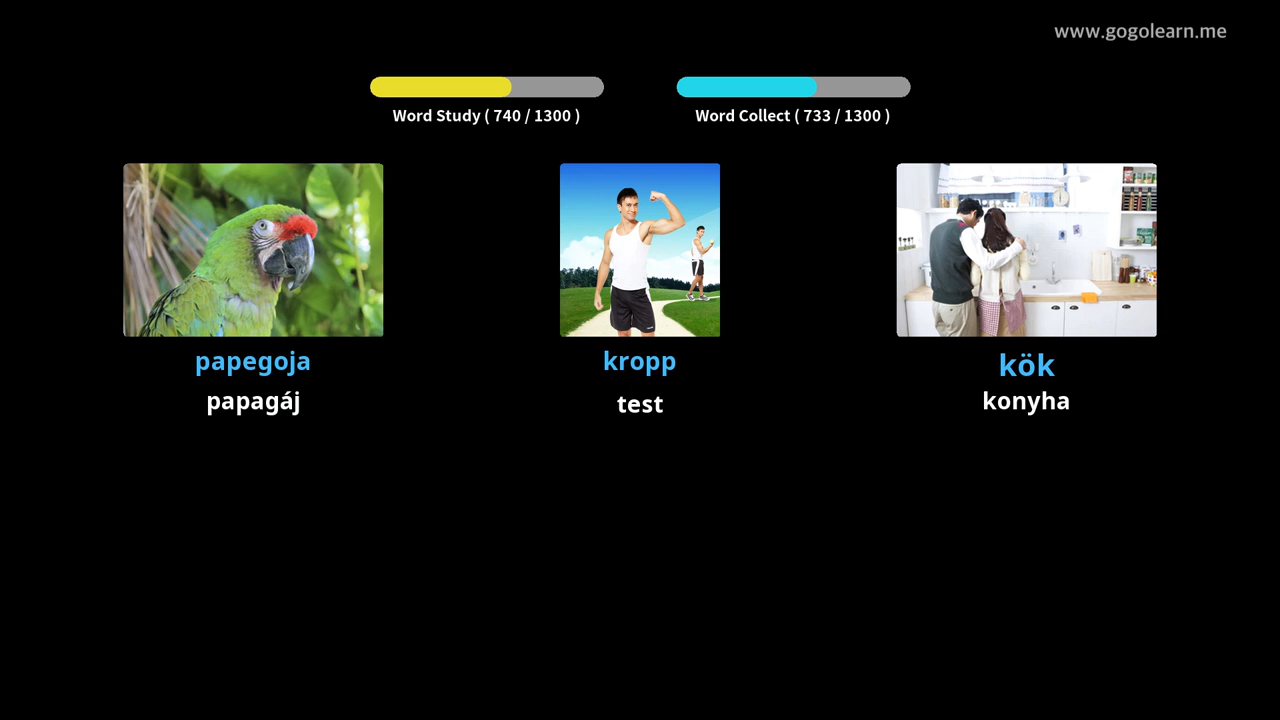 www.gogolearn.me
Word Study ( 740 / 1300 )
Word Collect ( 733 / 1300 )
papegoja
kropp
kök
papagáj
test
konyha